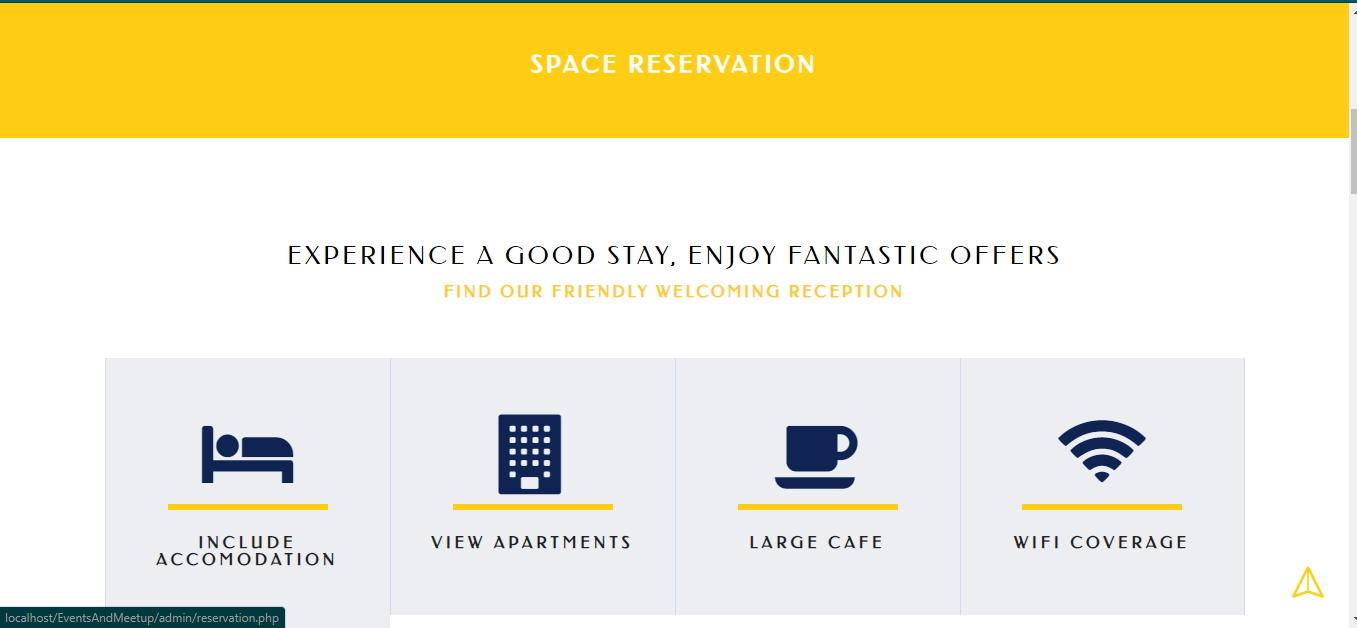 SPACE RESERVATION
EXPERIENCE A GOOD STAY, ENJOY FANTASTIC OFFERS
FIND OUR FRIENDLY WELCOMING RECEPTION
INCLUDE
ACCOMODATION
VIEW APARTMENTS
LARGE CAFE
WIFI COVERAGE
localhost/EventsAndMeetup/admin/reservation.php